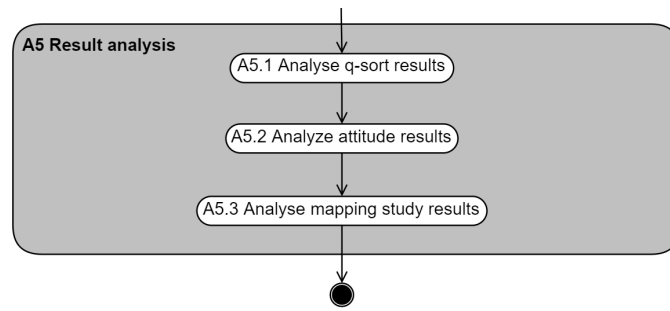 A5 Result analysis
A5.1 Analyse q-sort results
A5.2 Analyze attitude results
A5.3 Analyse mapping study results